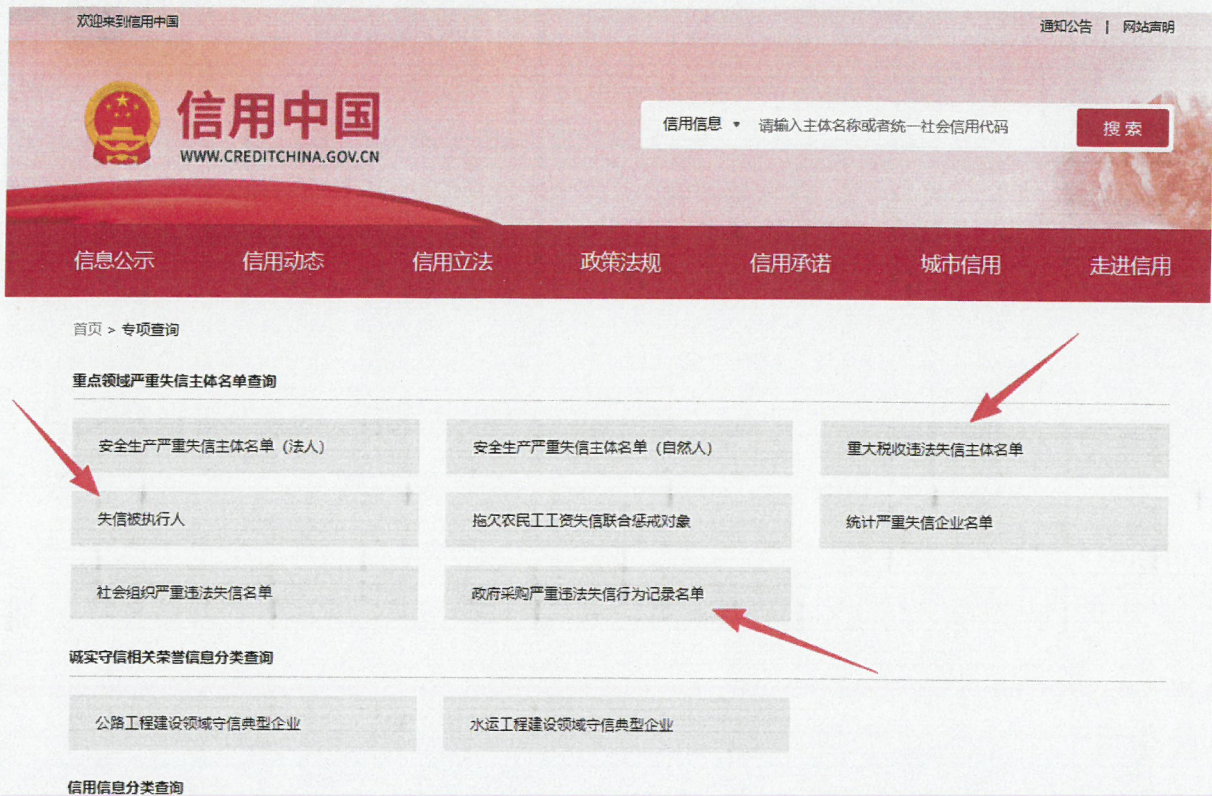 欢迎来到信用中国
通知公告 | 网站声明
信用中国
WWW.CREDITCHINA.GOV.CN
信用信息 请输入主体名称或者统一社会信用代码 搜索
信息公示 信用动态 信用立法 政策法规 信用承诺 城市信用 走进信用
首页 > 专项查询
重点领域严重失信主体名单查询
安全生产严重失信主体名单（法人） 安全生产严重失信主体名单（自然人） 重大税收违法失信主体名单
失信被执行人 拖欠农民工工资失信联合惩戒对象 统计严重失信企业名单
社会组织严重违法失信名单 政府采购严重违法失信行为记录名单
诚实守信相关荣誉信息分类查询
公路工程建设领域守信典型企业 水运工程建设领域守信典型企业
信用信息分类查询